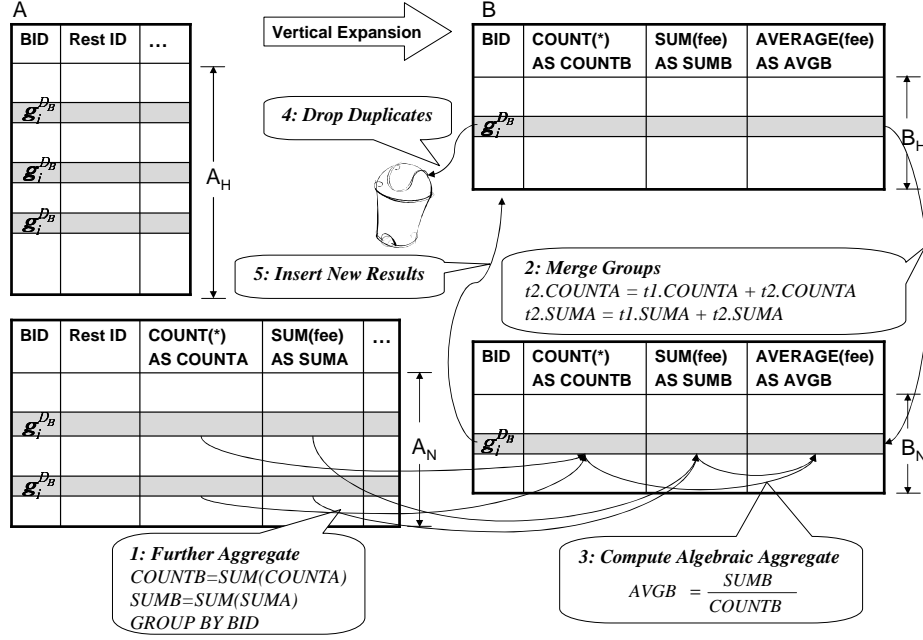 A
B
BID Rest ID ...
Vertical Expansion
BID COUNT(*) AS COUNTB SUM(fee) AS SUMB AVERAGE(fee) AS AVGB
4: Drop Duplicates
g_i^{D_B}
g_i^{D_B}
g_i^{D_B}
A_H
g_i^{D_B}
B_H
5: Insert New Results
2: Merge Groups
t2.COUNTA = t1.COUNTA + t2.COUNTA
t2.SUMA = t1.SUMA + t2.SUMA
BID Rest ID COUNT(*) AS COUNTA SUM(fee) AS SUMA ...
g_i^{D_B}
g_i^{D_B}
A_N
BID COUNT(*) AS COUNTB SUM(fee) AS SUMB AVERAGE(fee) AS AVGB
g_i^{D_B}
B_N
1: Further Aggregate
COUNTB=SUM(COUNTA)
SUMB=SUM(SUMA)
GROUP BY BID
3: Compute Algebraic Aggregate
AVGB = SUMB
COUNTB